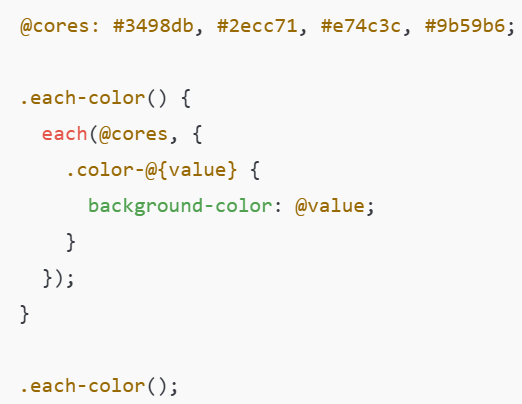 @cores: #3498db, #2ecc71, #e74c3c, #9b59b6;

.each-color() {
  each(@cores, {
    .color-@{value} {
      background-color: @value;
    }
  });
}

.each-color();